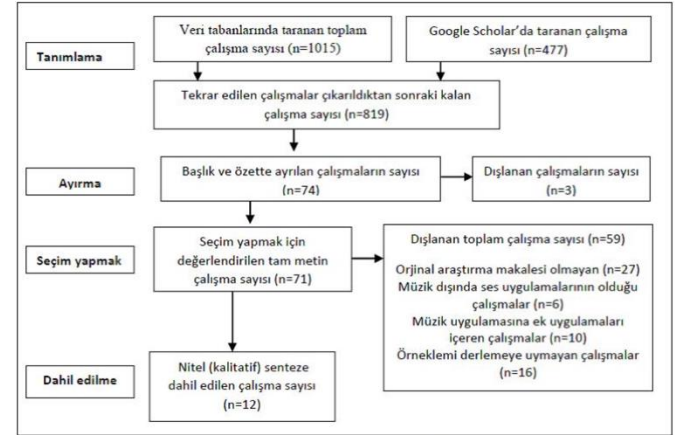 Tanımlama
Veri tabanlarında taranan toplam
çalışma sayısı (n=1015)
Google Scholar’da taranan çalışma
sayısı (n=477)
Tekrar edilen çalışmalar çıkarıldıktan sonraki kalan
çalışma sayısı (n=819)
Ayırma
Başlık ve özette ayrılan çalışmaların sayısı
(n=74)
Dışlanan çalışmaların sayısı
(n=3)
Seçim yapmak
Seçim yapmak için
değerlendirilen tam metin
çalışma sayısı (n=71)
Dışlanan toplam çalışma sayısı (n=59)
Orjinal araştırma makalesi olmayan (n=27)
Müzik dışında ses uygulamalarının olduğu
çalışmalar (n=6)
Müzik uygulamasına ek uygulamaları
içeren çalışmalar (n=10)
Örneklemi derlemeye uymayan çalışmalar
(n=16)
Dahil edilme
Nitel (kalitatif) senteze
dahil edilen çalışma sayısı
(n=12)